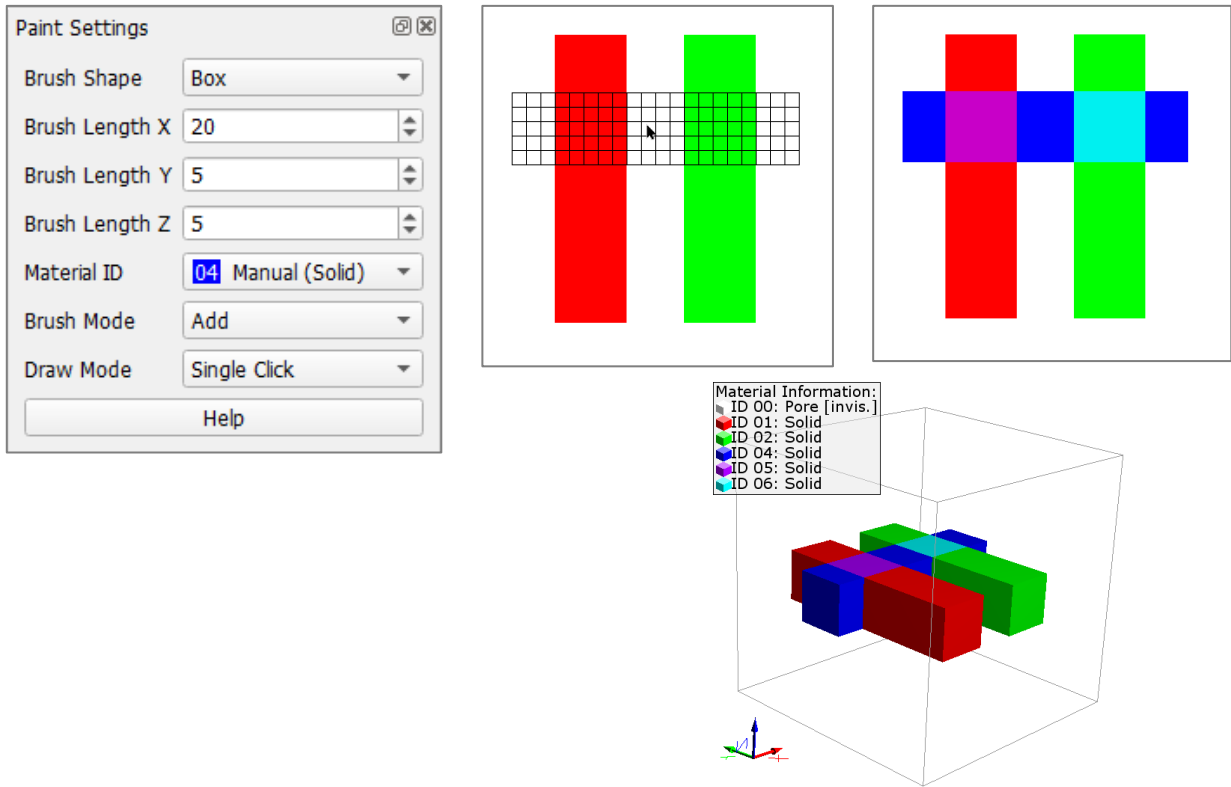 Paint Settings
Brush Shape Box
Brush Length X 20
Brush Length Y 5
Brush Length Z 5
Material ID 04 Manual (Solid)
Brush Mode Add
Draw Mode Single Click
Help
Material Information:
ID 00: Pore [invis.]
ID 01: Solid
ID 02: Solid
ID 04: Solid
ID 05: Solid
ID 06: Solid